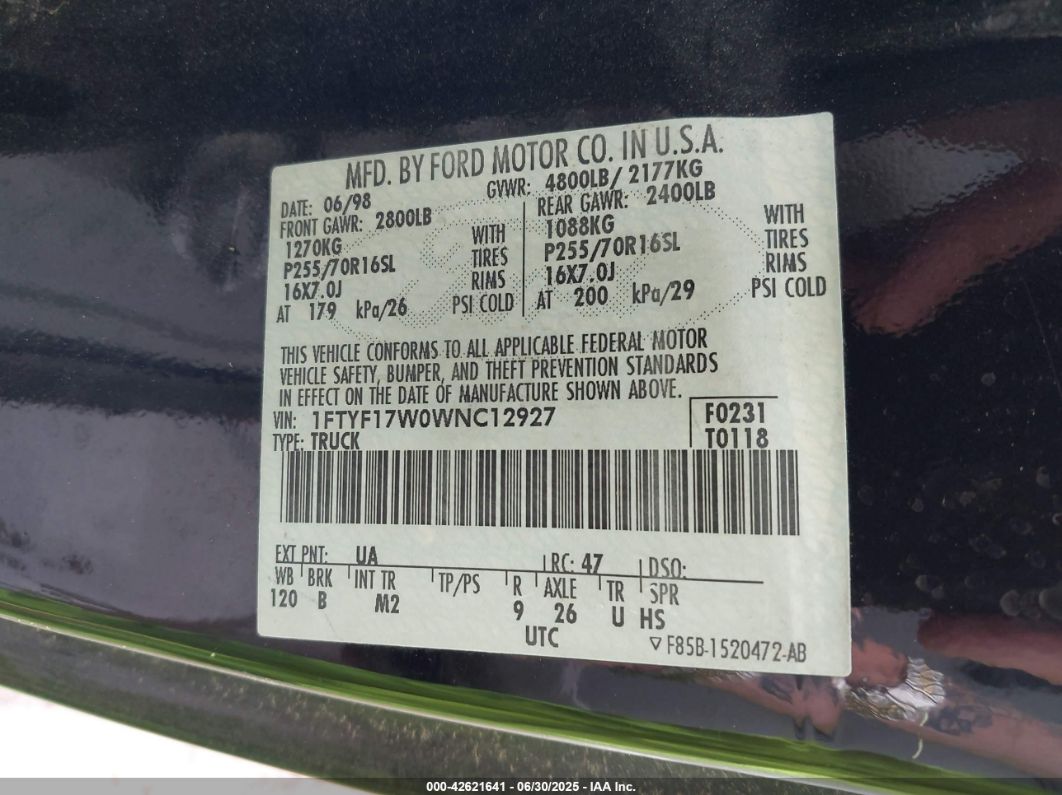 MFD. BY FORD MOTOR CO. IN U.S.A.
DATE: 06/98 GVWR: 4800LB/ 2177KG
FRONT GAWR: 2800LB REAR GAWR: 2400LB
1270KG WITH 1088KG WITH
P255/70R16SL TIRES P255/70R16SL TIRES
16X7.0J RIMS 16X7.0J RIMS
AT 179 kPa/26 PSI COLD AT 200 kPa/29 PSI COLD
THIS VEHICLE CONFORMS TO ALL APPLICABLE FEDERAL MOTOR
VEHICLE SAFETY, BUMPER, AND THEFT PREVENTION STANDARDS
IN EFFECT ON THE DATE OF MANUFACTURE SHOWN ABOVE.
VIN: 1FTYF17W0WNC12927 F0231
TYPE: TRUCK T0118
EXT PNT: UA RC: 47 DSO:
WB BRK INT TR TP/PS R AXLE TR SPR
120 B M2 9 26 U HS
UTC F85B-1520472-AB
000-42621641 - 06/30/2025 - IAA Inc.